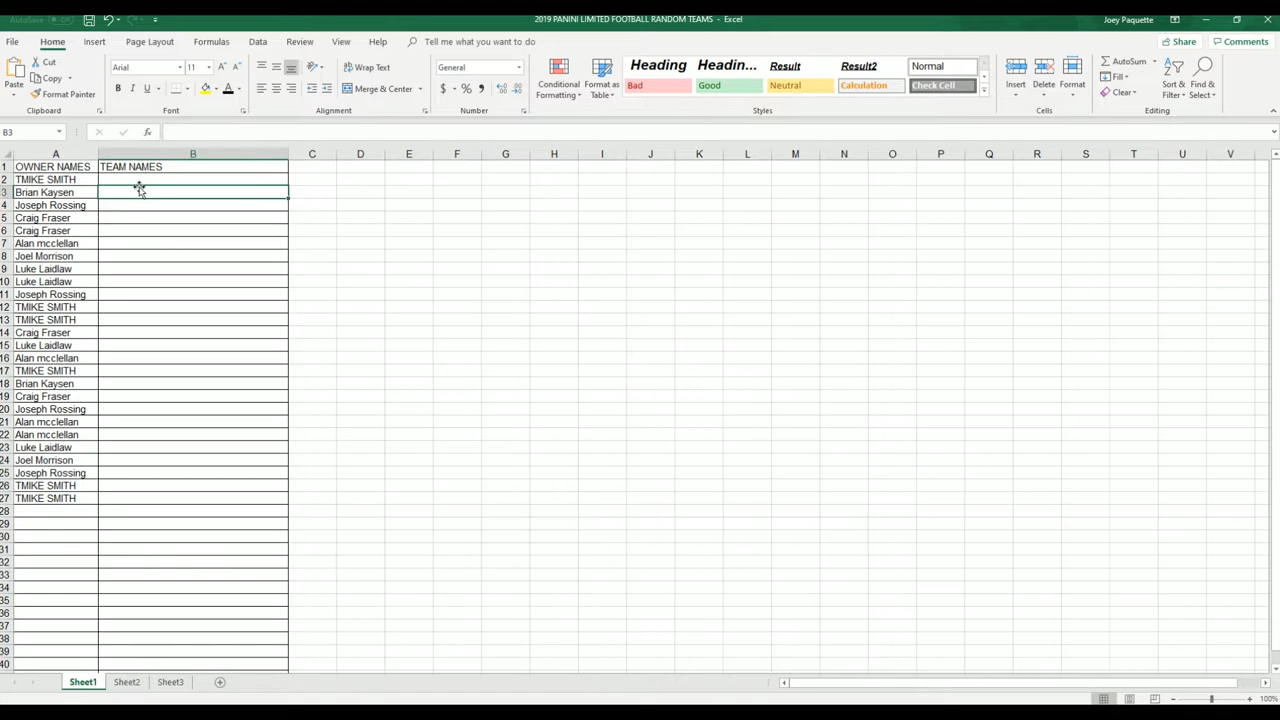 AutoSave Off 2019 PANINI LIMITED FOOTBALL RANDOM TEAMS - Excel Joey Paquette
File Home Insert Page Layout Formulas Data Review View Help Tell me what you want to do Share Comments
Paste Cut Copy Format Painter Clipboard
Arial 11 A A B I U A Font
Wrap Text Merge & Center Alignment
General $ % , Number
Conditional Formatting Format as Table
Heading Headin... Result Result2 Normal
Bad Good Neutral Calculation Check Cell
Styles
Insert Delete Format Cells
AutoSum Fill Clear Sort & Filter Find & Select Editing
B3 fx
A B C D E F G H I J K L M N O P Q R S T U V
1 OWNER NAMES TEAM NAMES
2 TMIKE SMITH
3 Brian Kaysen
4 Joseph Rossing
5 Craig Fraser
6 Craig Fraser
7 Alan mcclellan
8 Joel Morrison
9 Luke Laidlaw
10 Luke Laidlaw
11 Joseph Rossing
12 TMIKE SMITH
13 TMIKE SMITH
14 Craig Fraser
15 Luke Laidlaw
16 Alan mcclellan
17 TMIKE SMITH
18 Brian Kaysen
19 Craig Fraser
20 Joseph Rossing
21 Alan mcclellan
22 Alan mcclellan
23 Luke Laidlaw
24 Joel Morrison
25 Joseph Rossing
26 TMIKE SMITH
27 TMIKE SMITH
28
29
30
31
32
33
34
35
36
37
38
39
40
Sheet1 Sheet2 Sheet3
100%